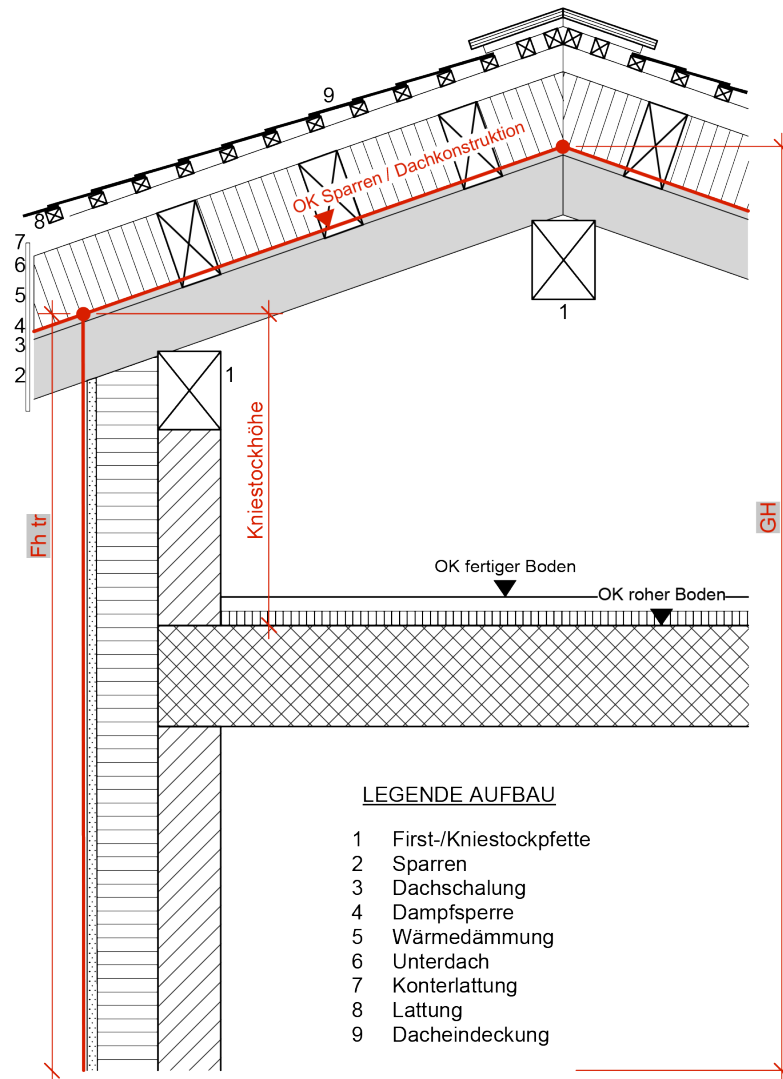 9
OK Sparren / Dachkonstruktion
8
7
6
5
4
3
2
1
1
Kniestockhöhe
Fh tr
GH
OK fertiger Boden
OK roher Boden
LEGENDE AUFBAU
1 First-/Kniestockpfette
2 Sparren
3 Dachschalung
4 Dampfsperre
5 Wärmedämmung
6 Unterdach
7 Konterlattung
8 Lattung
9 Dacheindeckung